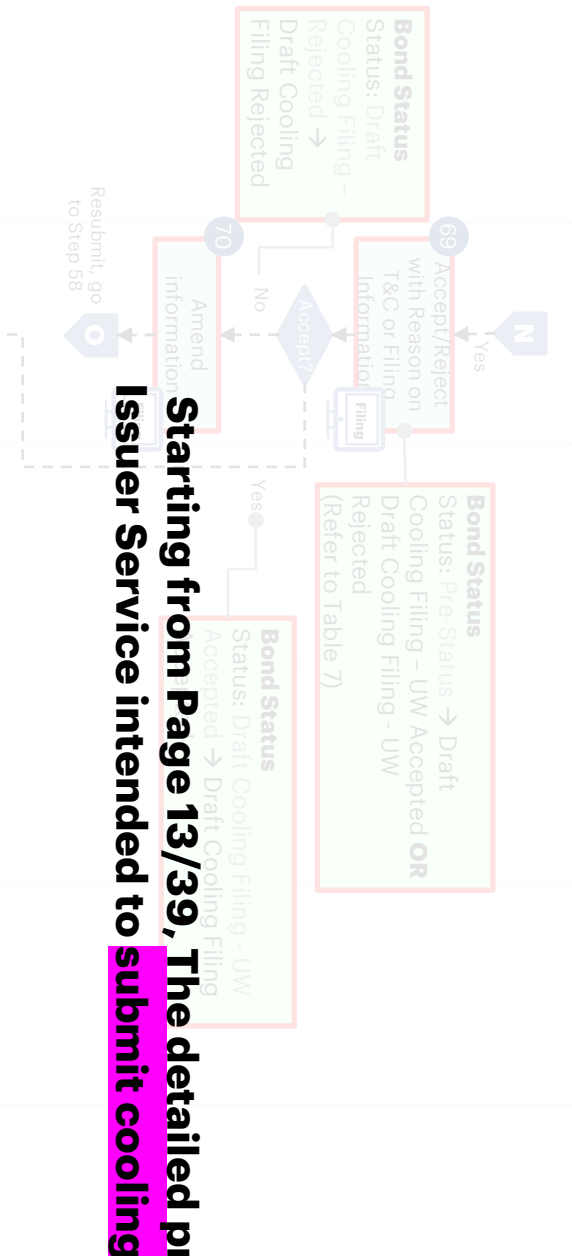 N
Yes
69
Accept/Reject
with Reason on
T&C or Filing
Information
Filing
Bond Status
Status: Pre-Status → Draft
Cooling Filing – UW Accepted OR
Draft Cooling Filing - UW
Rejected
(Refer to Table 7)
Bond Status
Status: Draft
Cooling Filing –
Rejected →
Draft Cooling
Filing Rejected
Accept?
No
Yes
Bond Status
Status: Draft Cooling Filing - UW
Accepted → Draft Cooling Filing
70
Amend
information
O
Resubmit, go
to Step 58
Starting from Page 13/39, The detailed
Issuer Service intended to submit cooling